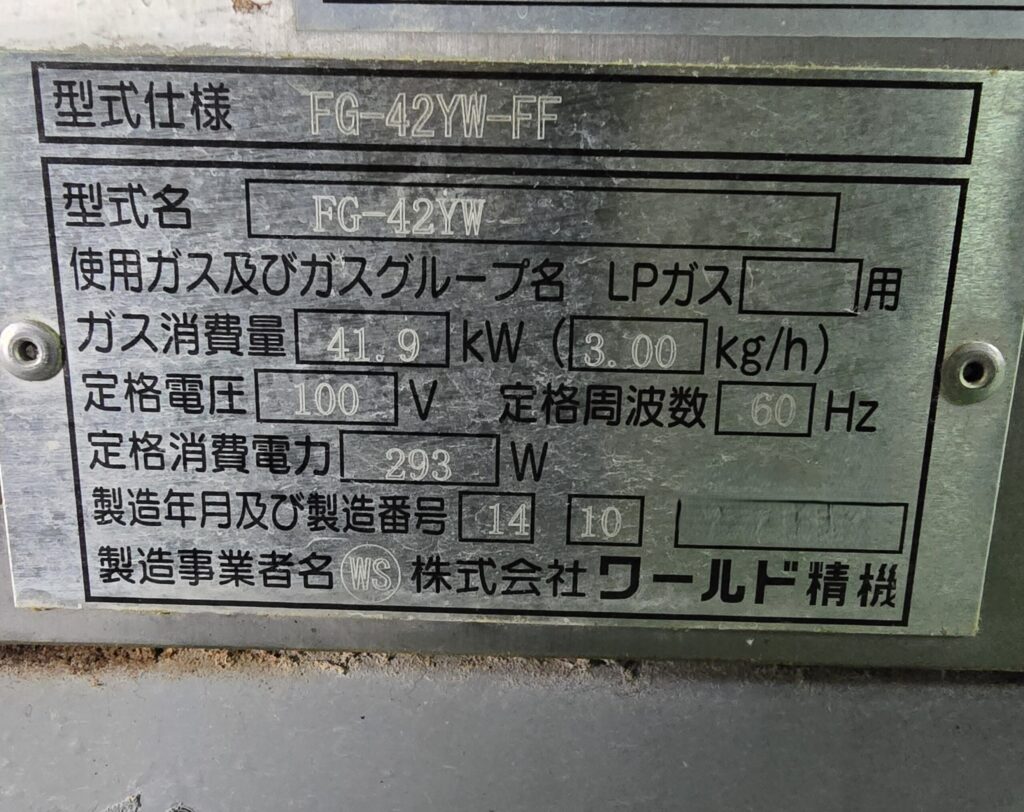 型式仕様 FG-42YW-FF
型式名 FG-42YW
使用ガス及びガスグループ名 LPガス 用
ガス消費量 41.9 kW (3.00 kg/h)
定格電圧 100 V 定格周波数 60 Hz
定格消費電力 293 W
製造年月及び製造番号 14 10
製造事業者名 WS 株式会社ワールド精機